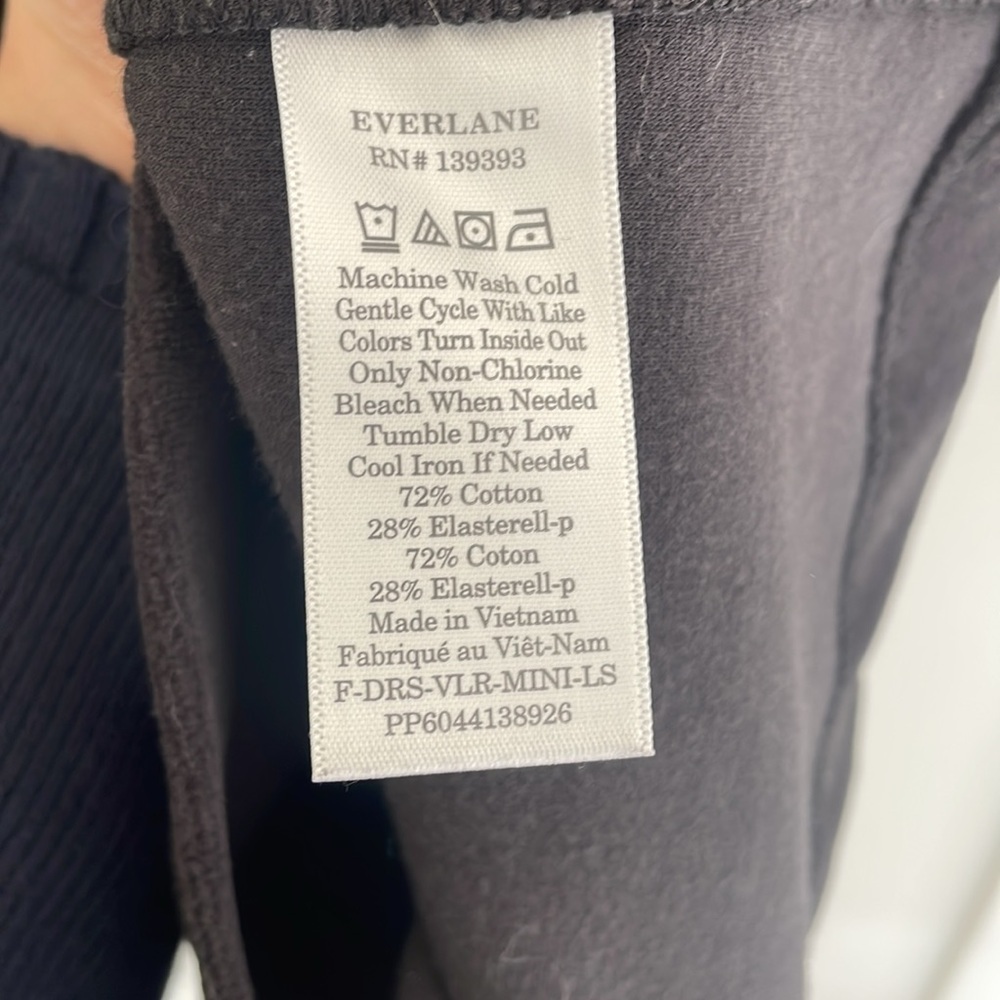 EVERLANE
RN# 139393
Machine Wash Cold
Gentle Cycle With Like
Colors Turn Inside Out
Only Non-Chlorine
Bleach When Needed
Tumble Dry Low
Cool Iron If Needed
72% Cotton
28% Elasterell-p
72% Coton
28% Elasterell-p
Made in Vietnam
Fabriqué au Viêt-Nam
F-DRS-VLR-MINI-LS
PP6044138926